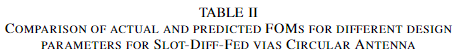 TABLE II
COMPARISON OF ACTUAL AND PREDICTED FOMS FOR DIFFERENT DESIGN
PARAMETERS FOR SLOT-DIFF-FED VIAS CIRCULAR ANTENNA